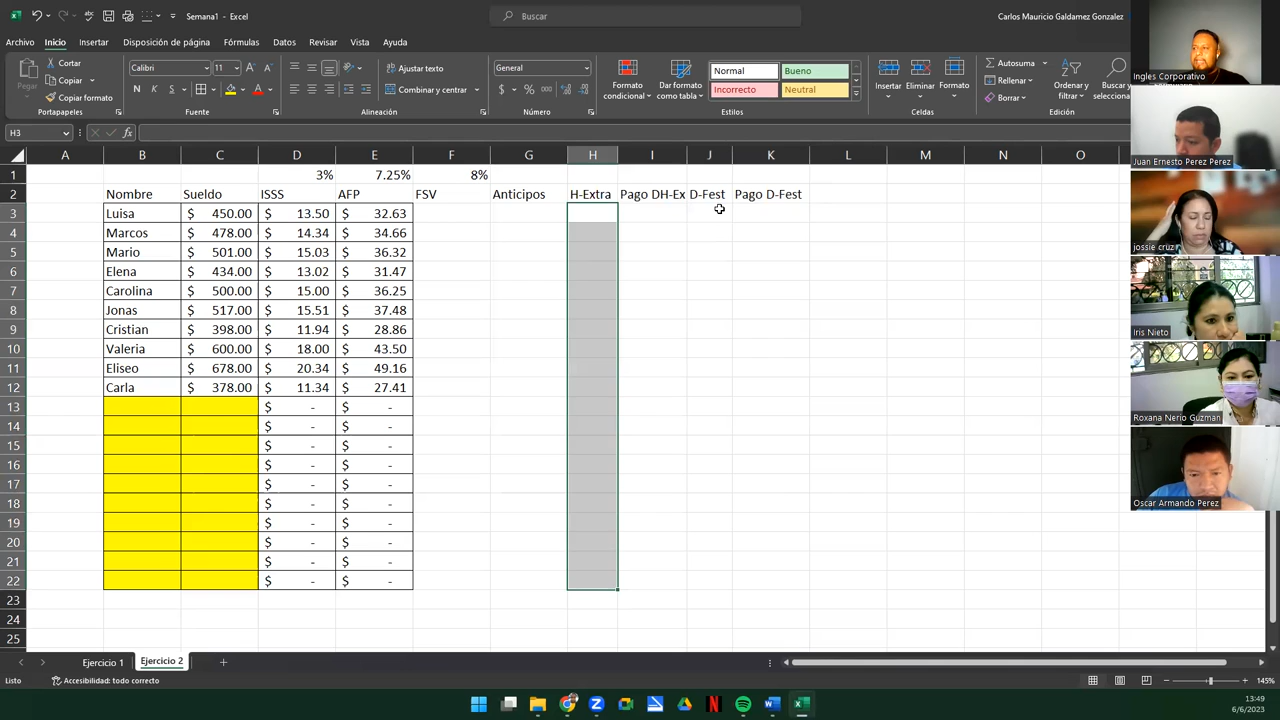 Semana1 - Excel
Buscar
Carlos Mauricio Galdamez Gonzalez
Archivo Inicio Insertar Disposición de página Fórmulas Datos Revisar Vista Ayuda
Pegar
Cortar
Copiar
Copiar formato
Portapapeles
Calibri 11
N K S
Fuente
Ajustar texto
Combinar y centrar
Alineación
General
$ % 000
Número
Formato condicional
Dar formato como tabla
Normal Bueno
Incorrecto Neutral
Estilos
Insertar Eliminar Formato
Celdas
Autosuma
Rellenar
Borrar
Ordenar y filtrar
Buscar y selecciona
Edición
H3
fx
A B C D E F G H I J K L M N O
1 3% 7.25% 8%
2 Nombre Sueldo ISSS AFP FSV Anticipos H-Extra Pago DH-Ex D-Fest Pago D-Fest
3 Luisa $ 450.00 $ 13.50 $ 32.63
4 Marcos $ 478.00 $ 14.34 $ 34.66
5 Mario $ 501.00 $ 15.03 $ 36.32
6 Elena $ 434.00 $ 13.02 $ 31.47
7 Carolina $ 500.00 $ 15.00 $ 36.25
8 Jonas $ 517.00 $ 15.51 $ 37.48
9 Cristian $ 398.00 $ 11.94 $ 28.86
10 Valeria $ 600.00 $ 18.00 $ 43.50
11 Eliseo $ 678.00 $ 20.34 $ 49.16
12 Carla $ 378.00 $ 11.34 $ 27.41
13 $ - $ -
14 $ - $ -
15 $ - $ -
16 $ - $ -
17 $ - $ -
18 $ - $ -
19 $ - $ -
20 $ - $ -
21 $ - $ -
22 $ - $ -
23
24
25
Ingles Corporativo
Juan Ernesto Perez Perez
jossie cruz
Iris Nieto
Roxana Nerio Guzman
Oscar Armando Perez
Ejercicio 1 Ejercicio 2
Listo
Accesibilidad: todo correcto
145%
13:49
6/6/2023